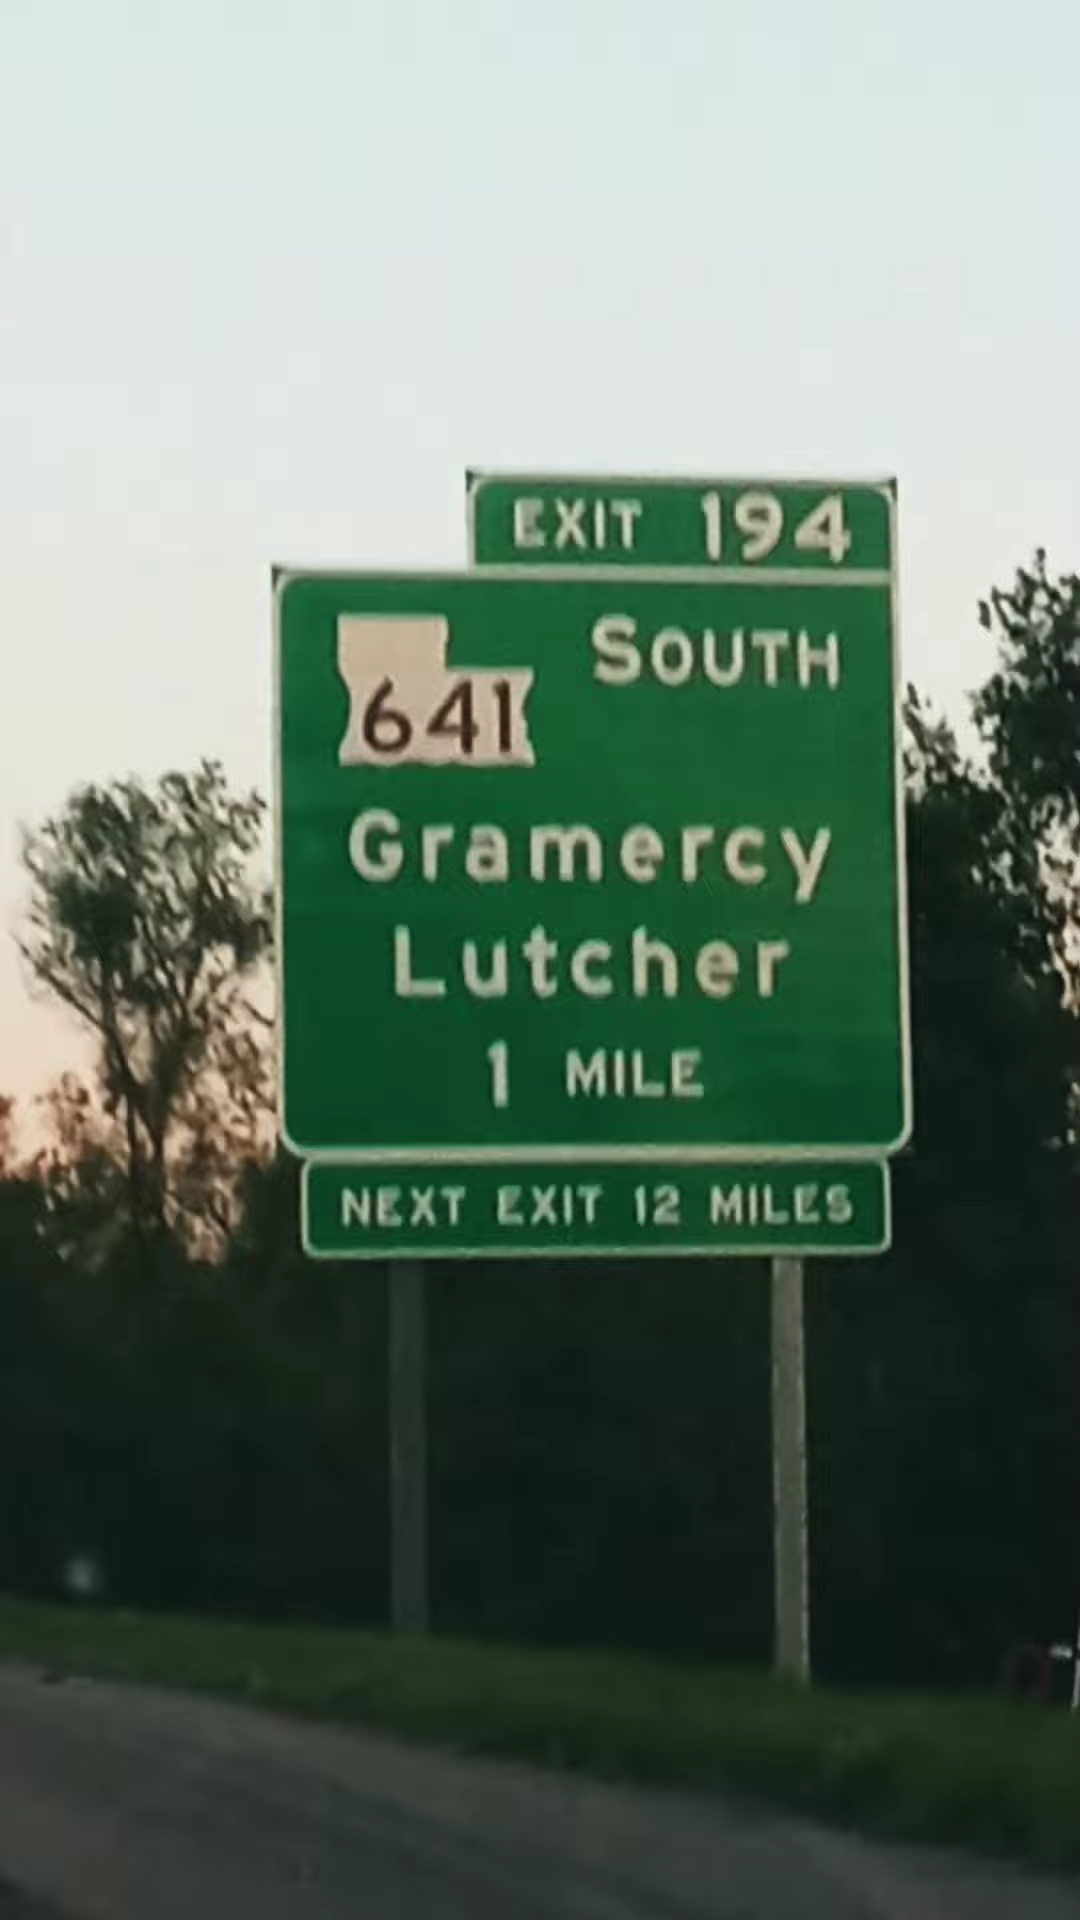 EXIT 194
641 SOUTH
Gramercy
Lutcher
1 MILE
NEXT EXIT 12 MILES